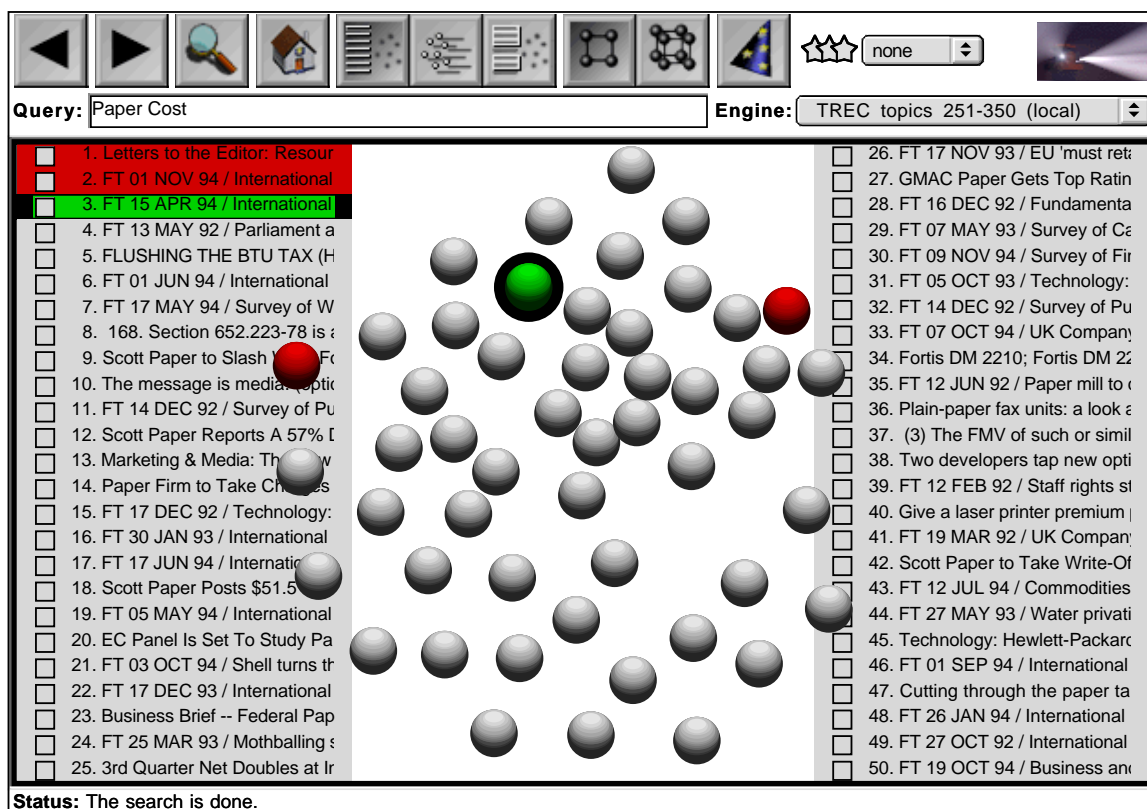 none
Query: Paper Cost Engine: TREC topics 251-350 (local)
1. Letters to the Editor: Resour
2. FT 01 NOV 94 / International
3. FT 15 APR 94 / International
4. FT 13 MAY 92 / Parliament a
5. FLUSHING THE BTU TAX (H
6. FT 01 JUN 94 / International
7. FT 17 MAY 94 / Survey of W
8. 168. Section 652.223-78 is a
9. Scott Paper to Slash
10. The message is media:
11. FT 14 DEC 92 / Survey of Pu
12. Scott Paper Reports A 57% D
13. Marketing & Media:
14. Paper Firm to Take
15. FT 17 DEC 92 / Technology:
16. FT 30 JAN 93 / International
17. FT 17 JUN 94 /
18. Scott Paper Posts $51.5
19. FT 05 MAY 94 / International
20. EC Panel Is Set To Study Pa
21. FT 03 OCT 94 / Shell turns th
22. FT 17 DEC 93 / International
23. Business Brief -- Federal Pap
24. FT 25 MAR 93 / Mothballing s
25. 3rd Quarter Net Doubles at Ir
26. FT 17 NOV 93 / EU 'must reta
27. GMAC Paper Gets Top Ratin
28. FT 16 DEC 92 / Fundamenta
29. FT 07 MAY 93 / Survey of Ca
30. FT 09 NOV 94 / Survey of Fir
31. FT 05 OCT 93 / Technology:
32. FT 14 DEC 92 / Survey of Pu
33. FT 07 OCT 94 / UK Company
34. Fortis DM 2210; Fortis DM 22
35. FT 12 JUN 92 / Paper mill to c
36. Plain-paper fax units: a look a
37. (3) The FMV of such or simil
38. Two developers tap new opti
39. FT 12 FEB 92 / Staff rights st
40. Give a laser printer premium
41. FT 19 MAR 92 / UK Company
42. Scott Paper to Take Write-Of
43. FT 12 JUL 94 / Commodities
44. FT 27 MAY 93 / Water privati
45. Technology: Hewlett-Packard
46. FT 01 SEP 94 / International
47. Cutting through the paper ta
48. FT 26 JAN 94 / International
49. FT 27 OCT 92 / International
50. FT 19 OCT 94 / Business and
Status: The search is done.